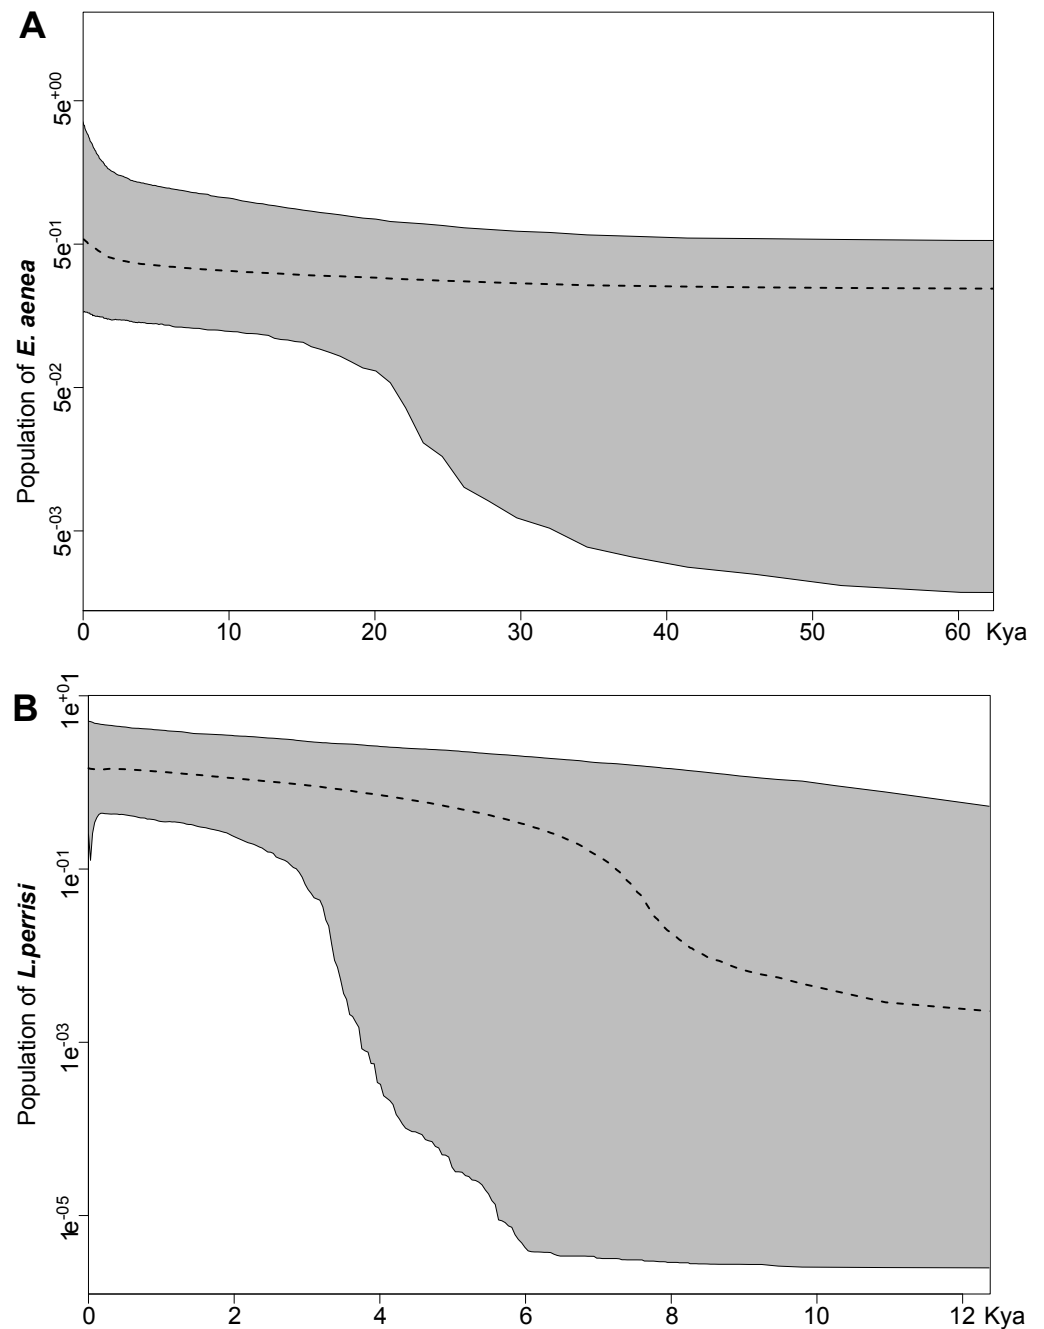 A
5e+00
5e-01
5e-02
5e-03
Population of E. aenea
0 10 20 30 40 50 60 Kya
B
1e+01
1e-01
1e-03
1e-05
Population of L.perrisi
0 2 4 6 8 10 12 Kya